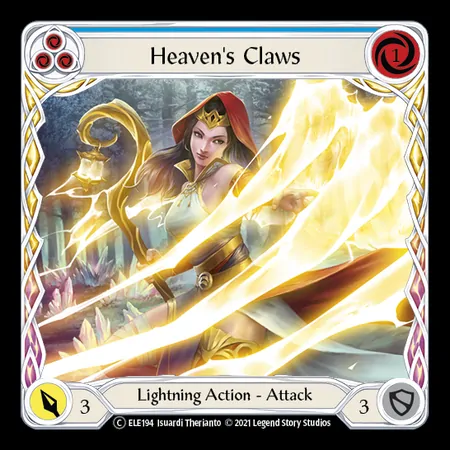 Heaven's Claws
1
Lightning Action - Attack
3
3
C ELE194 Isuardi Therianto © 2021 Legend Story Studios